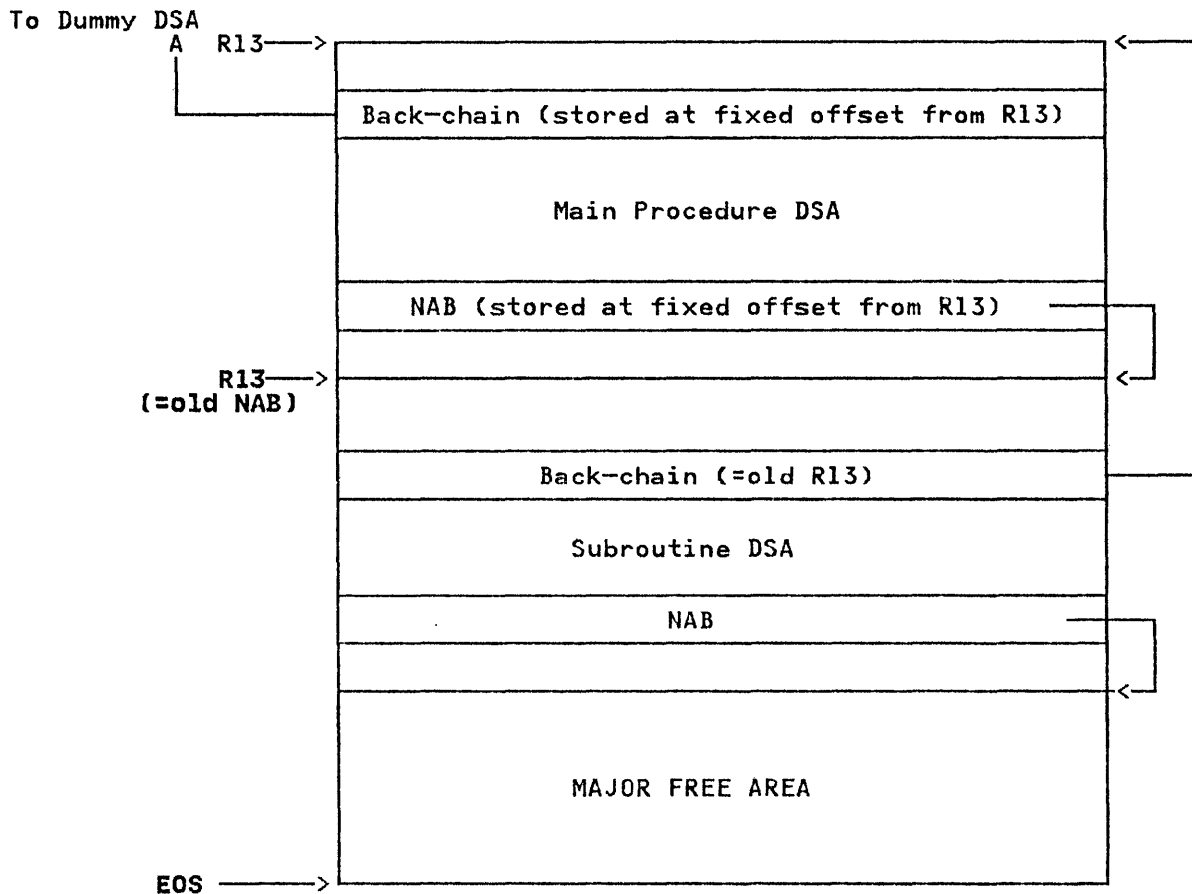 To Dummy DSA
A R13
Back-chain (stored at fixed offset from R13)
Main Procedure DSA
NAB (stored at fixed offset from R13)
R13
(=old NAB)
Back-chain (=old R13)
Subroutine DSA
NAB
MAJOR FREE AREA
EOS